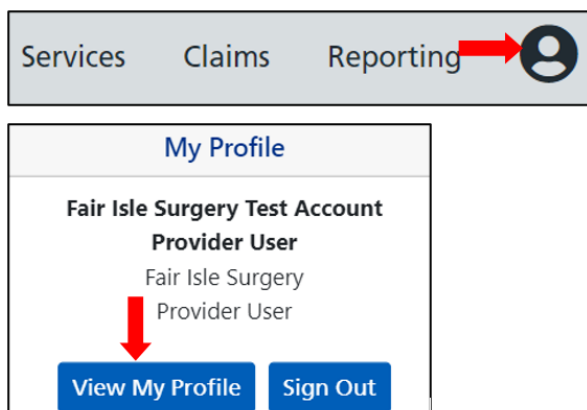 Services Claims Reporting
My Profile
Fair Isle Surgery Test Account
Provider User
Fair Isle Surgery
Provider User
View My Profile Sign Out